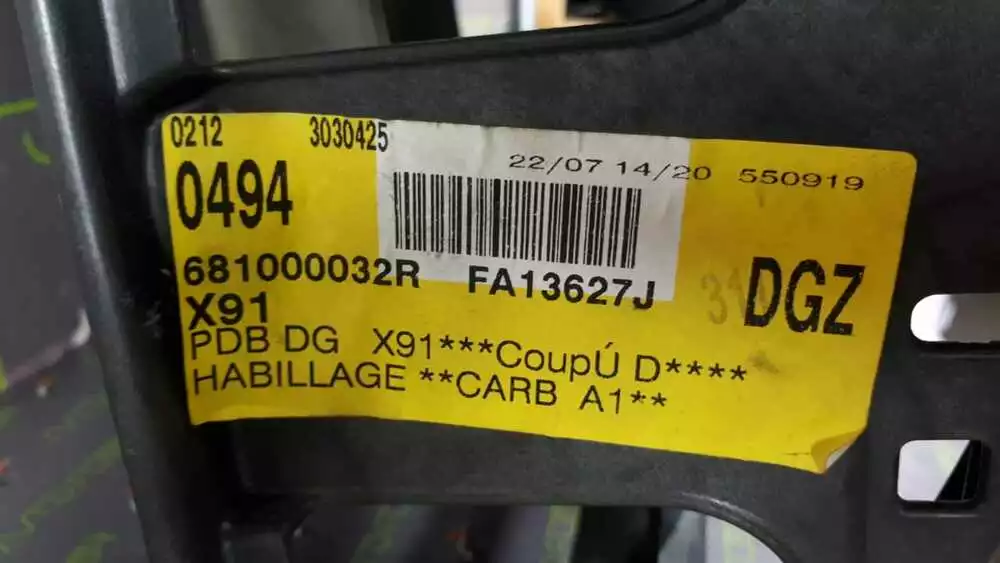 0212 3030425
22/07 14/20 550919
0494
681000032R FA13627J
DGZ
X91
PDB DG X91***CoupÚ D****
HABILLAGE **CARB A1**